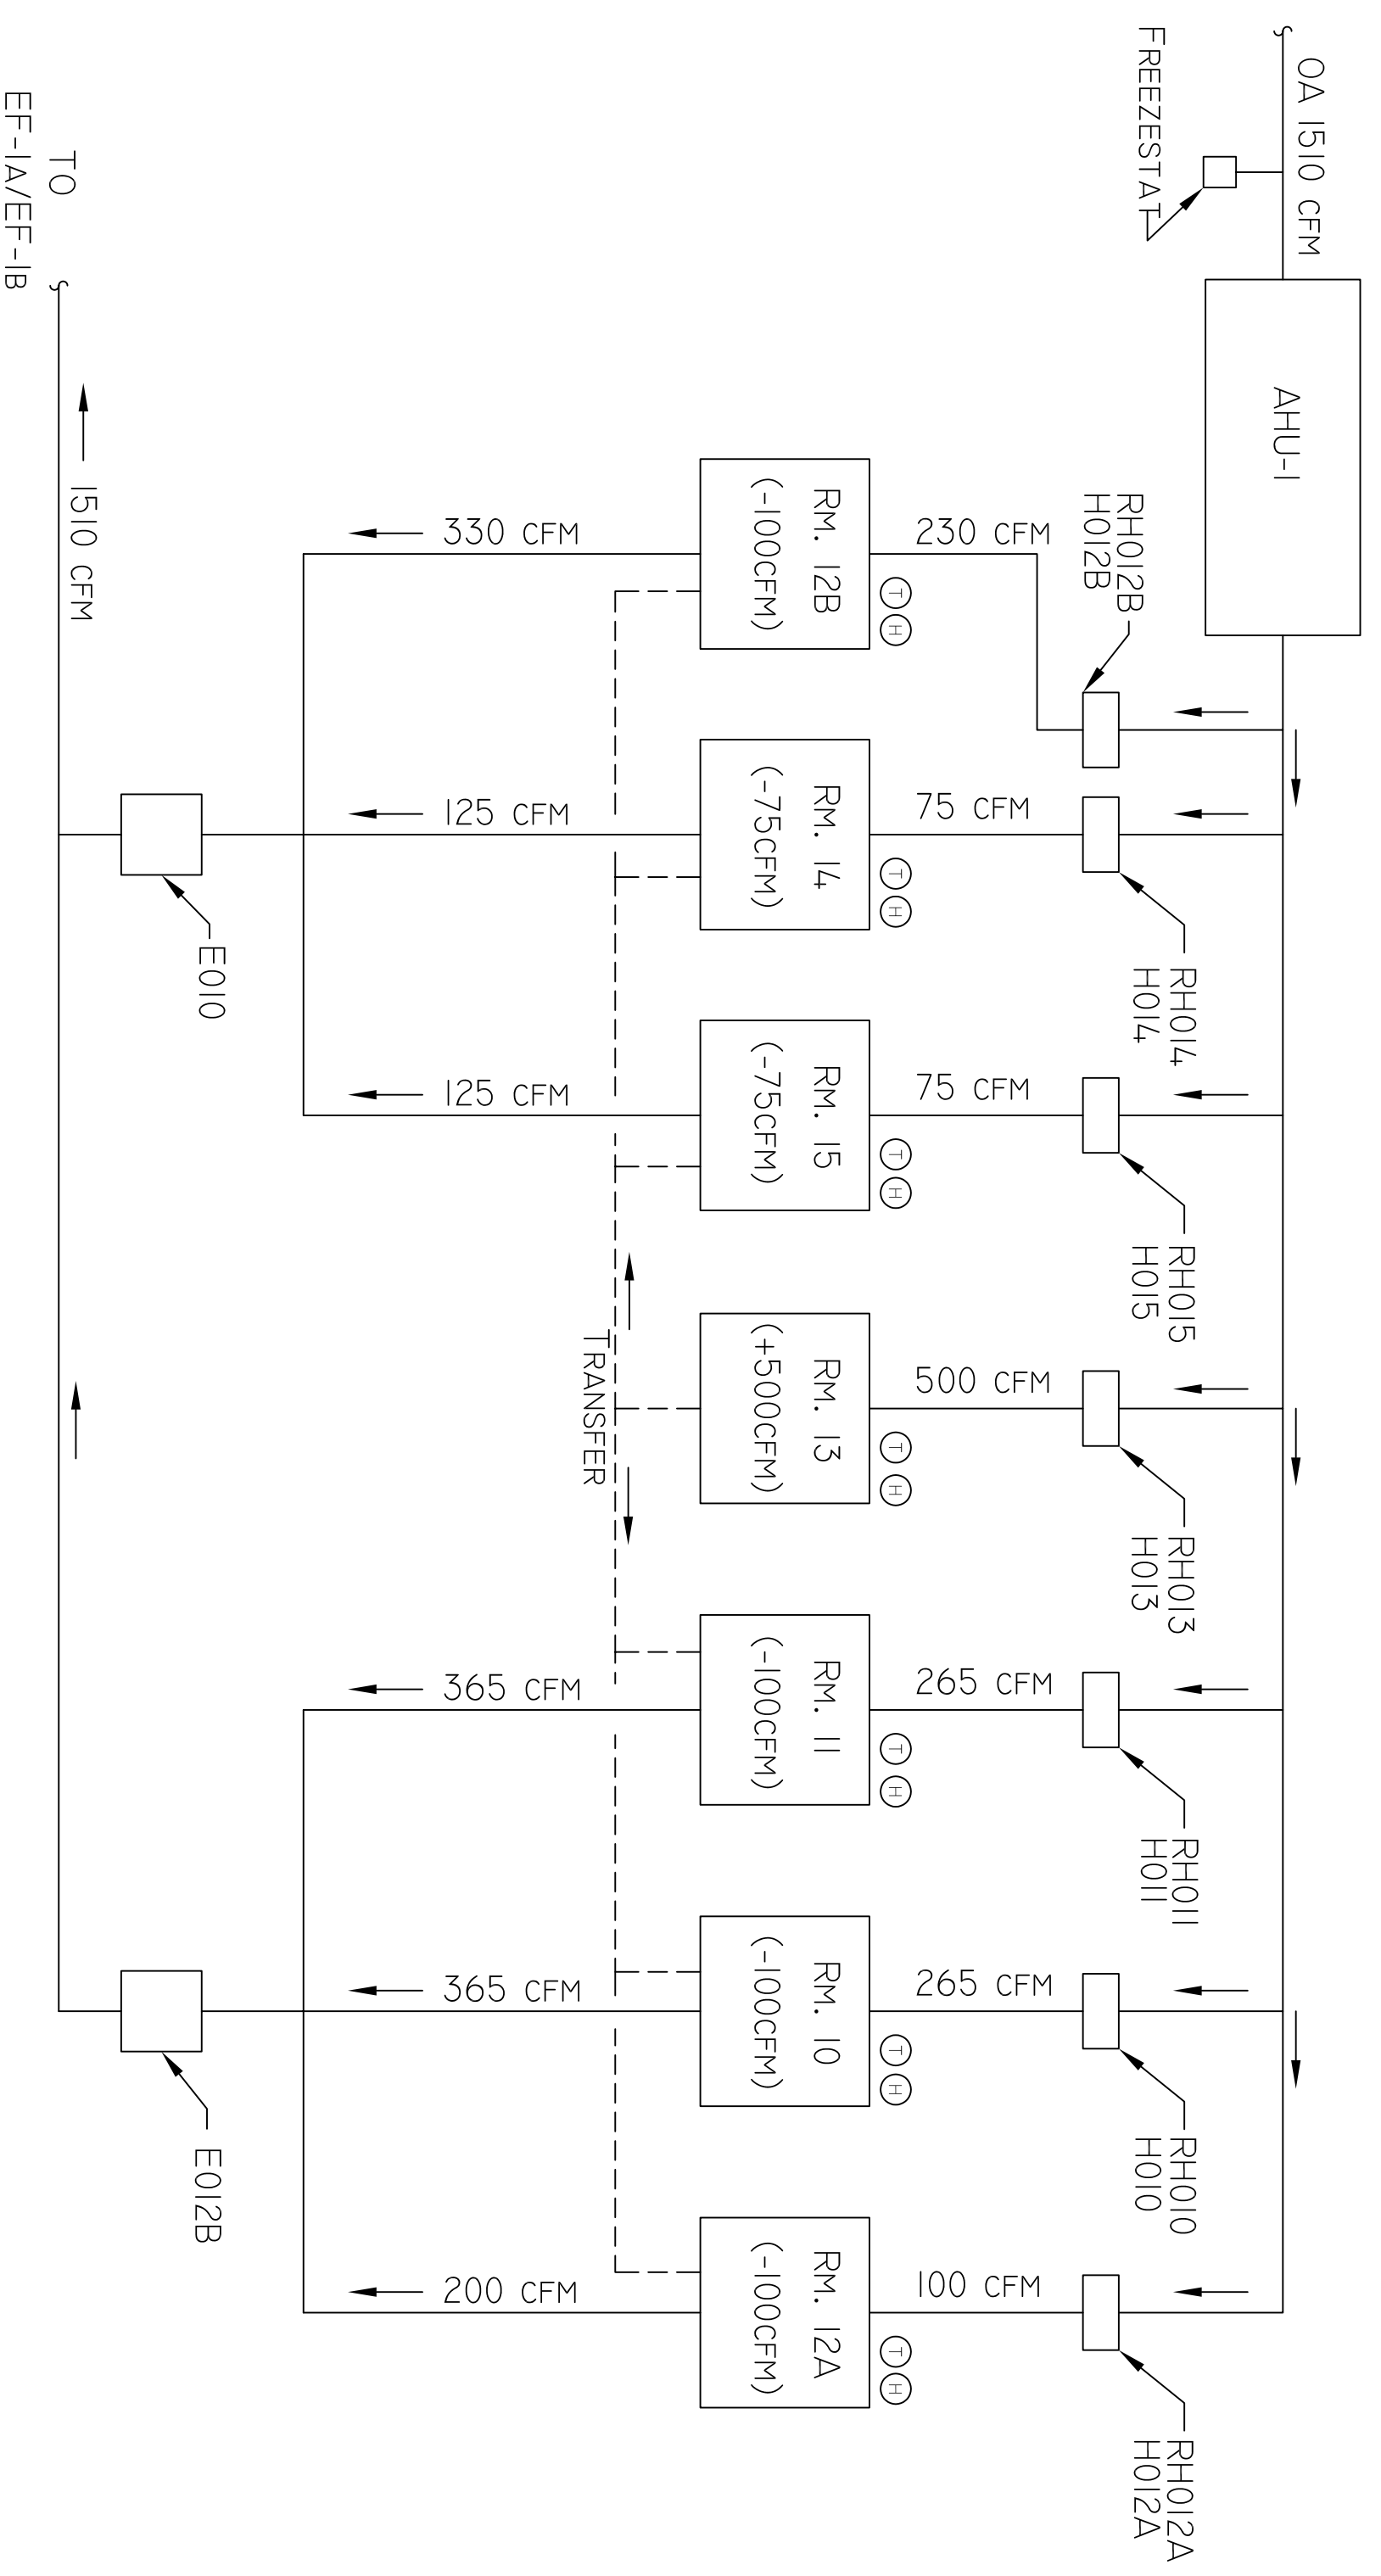 OA 1510 CFM
FREEZESTAT
AHU-1
RH012B
H012B
RH014
H014
RH015
H015
RH013
H013
RH011
H011
RH010
H010
RH012A
H012A
230 CFM
75 CFM
75 CFM
500 CFM
265 CFM
265 CFM
100 CFM
T H
T H
T H
T H
T H
T H
T H
RM. 12B
(-100CFM)
RM. 14
(-75CFM)
RM. 15
(-75CFM)
RM. 13
(+500CFM)
RM. 11
(-100CFM)
RM. 10
(-100CFM)
RM. 12A
(-100CFM)
TRANSFER
330 CFM
125 CFM
125 CFM
365 CFM
365 CFM
200 CFM
E010
E012B
1510 CFM
TO
EF-1A/EF-1B